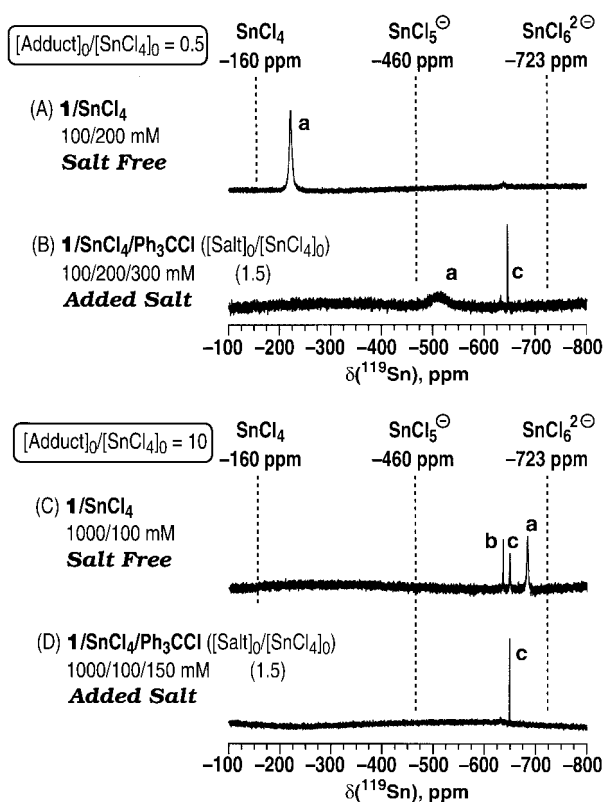 [Adduct]₀/[SnCl₄]₀ = 0.5
SnCl₄ SnCl₅⊖ SnCl₆2⊖
−160 ppm −460 ppm −723 ppm
(A) 1/SnCl₄
100/200 mM
Salt Free
a
(B) 1/SnCl₄/Ph₃CCl ([Salt]₀/[SnCl₄]₀)
100/200/300 mM (1.5)
Added Salt
a c
−100 −200 −300 −400 −500 −600 −700 −800
δ(¹¹⁹Sn), ppm
[Adduct]₀/[SnCl₄]₀ = 10
SnCl₄ SnCl₅⊖ SnCl₆2⊖
−160 ppm −460 ppm −723 ppm
(C) 1/SnCl₄
1000/100 mM
Salt Free
b c a
(D) 1/SnCl₄/Ph₃CCl ([Salt]₀/[SnCl₄]₀)
1000/100/150 mM (1.5)
Added Salt
c
−100 −200 −300 −400 −500 −600 −700 −800
δ(¹¹⁹Sn), ppm